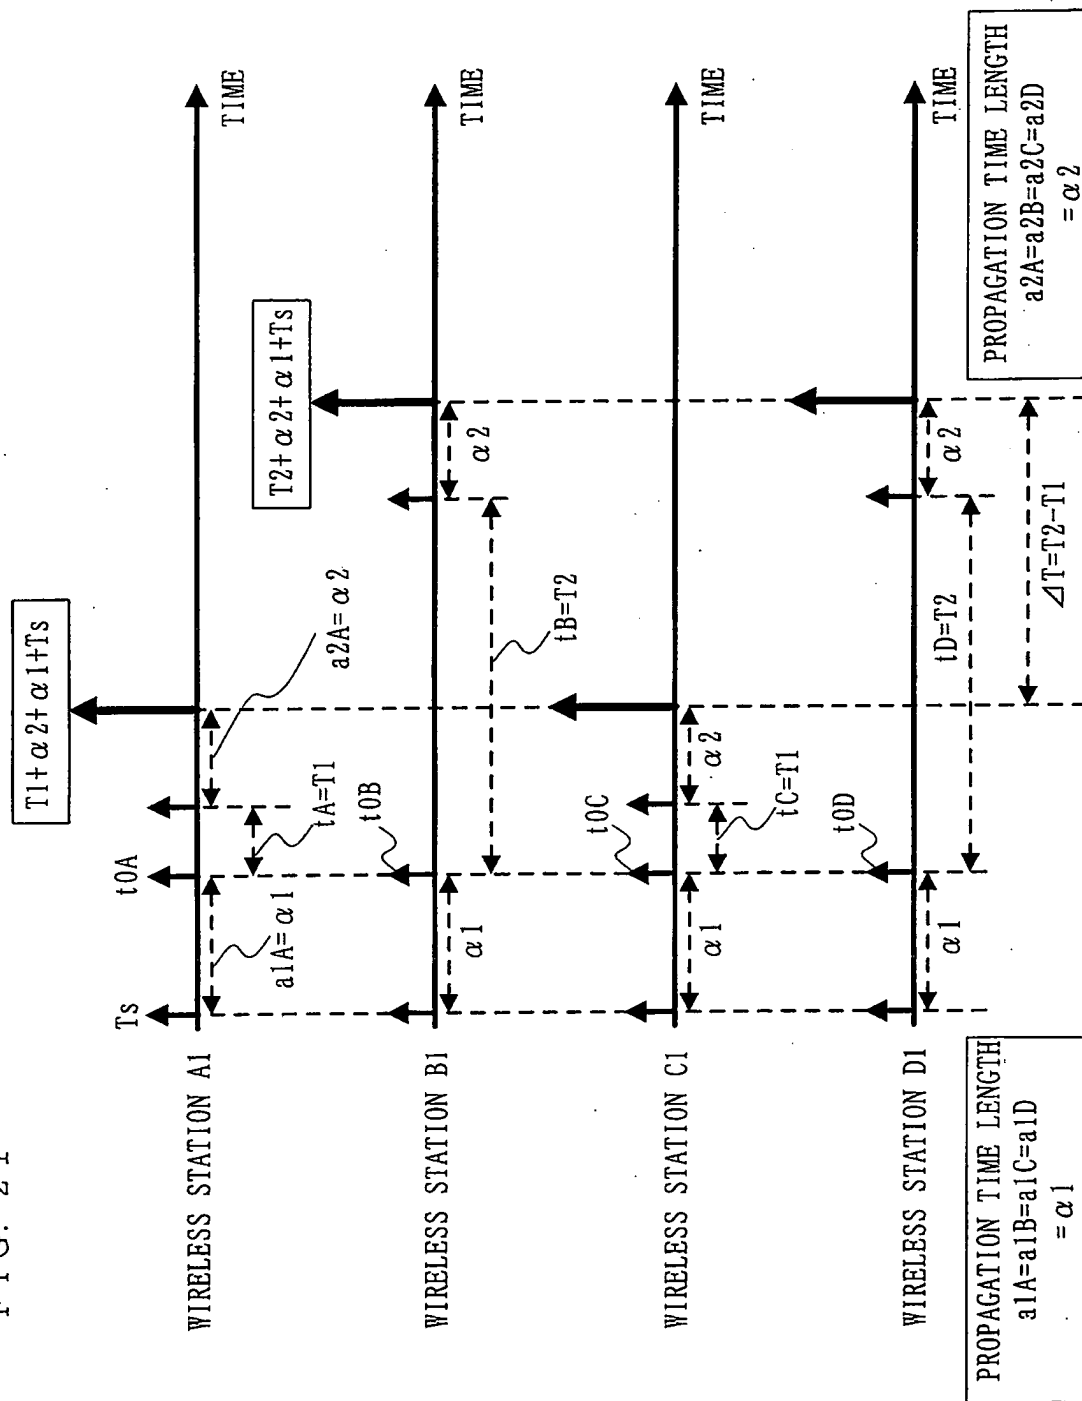 FIG. 21
T1+α2+α1+Ts
T2+α2+α1+Ts
WIRELESS STATION A1
Ts
t0A
TIME
a1A=α1
tA=T1
a2A=α2
WIRELESS STATION B1
t0B
TIME
α1
α2
tB=T2
WIRELESS STATION C1
t0C
TIME
α1
α2
tC=T1
WIRELESS STATION D1
t0D
TIME
α1
α2
tD=T2
⊿T=T2-T1
PROPAGATION TIME LENGTH
a1A=a1B=a1C=a1D
=α1
PROPAGATION TIME LENGTH
a2A=a2B=a2C=a2D
=α2